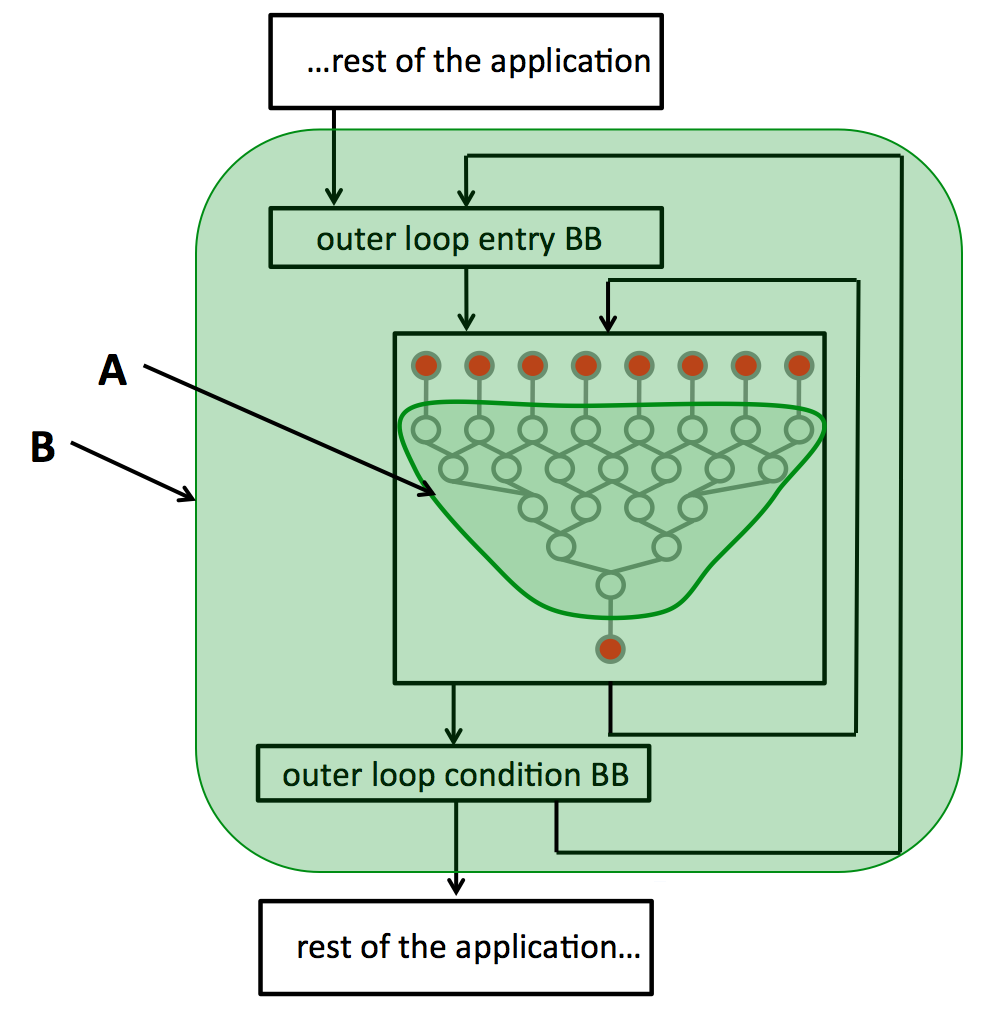 ...rest of the application
outer loop entry BB
A
B
outer loop condition BB
rest of the application...